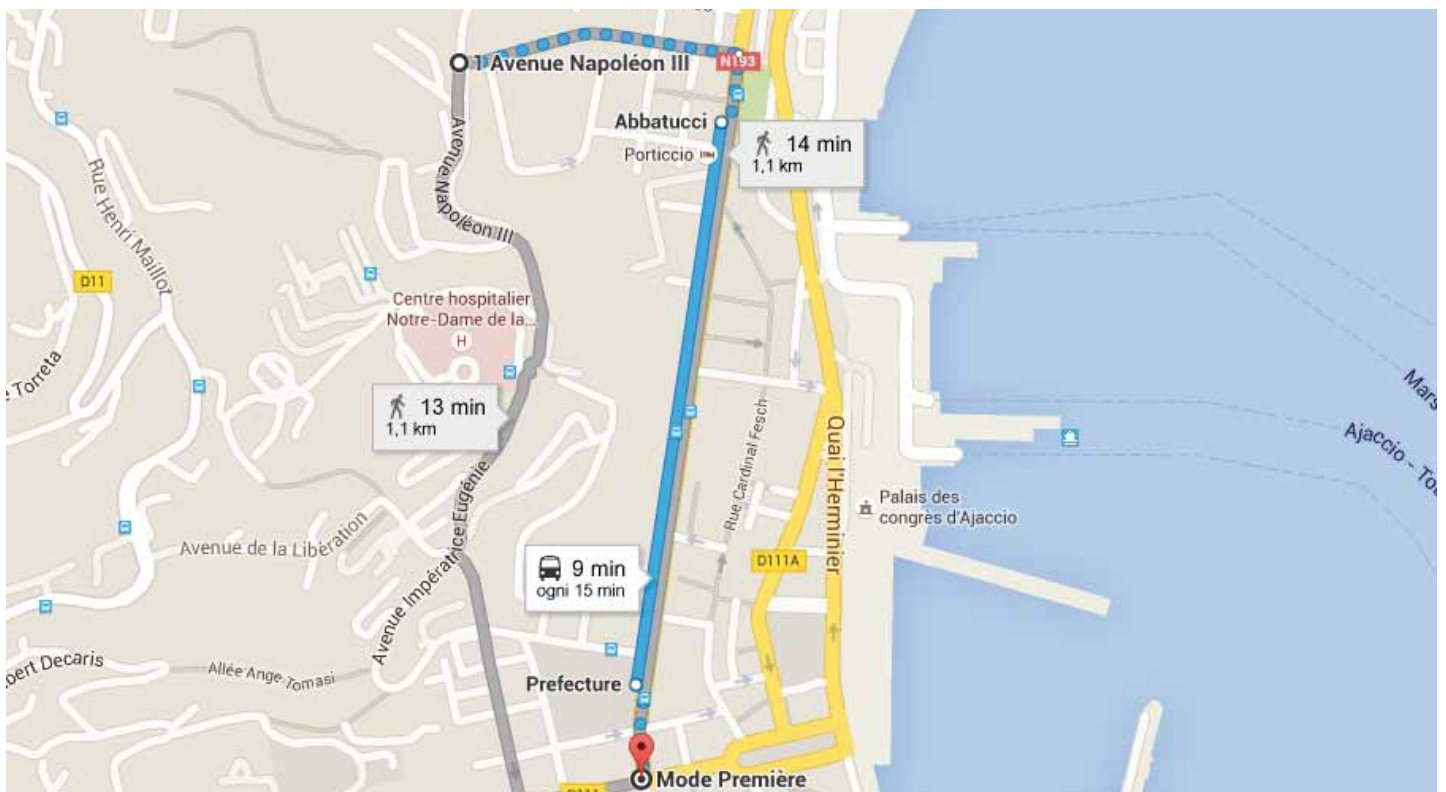 1 Avenue Napoléon III
N193
Abbatucci
Porticcio
14 min
1,1 km
Avenue Napoléon III
Rue Henri Maillot
D11
Centre hospitalier
Notre-Dame de la...
H
Torreta
13 min
1,1 km
Avenue Impératrice Eugénie
Avenue de la Libération
Rue Cardinal Fesch
Quai l'Herminier
Ajaccio - Tou
Palais des
congrès d'Ajaccio
9 min
ogni 15 min
D111A
Decaris
Allée Ange Tomasi
Prefecture
Mode Première